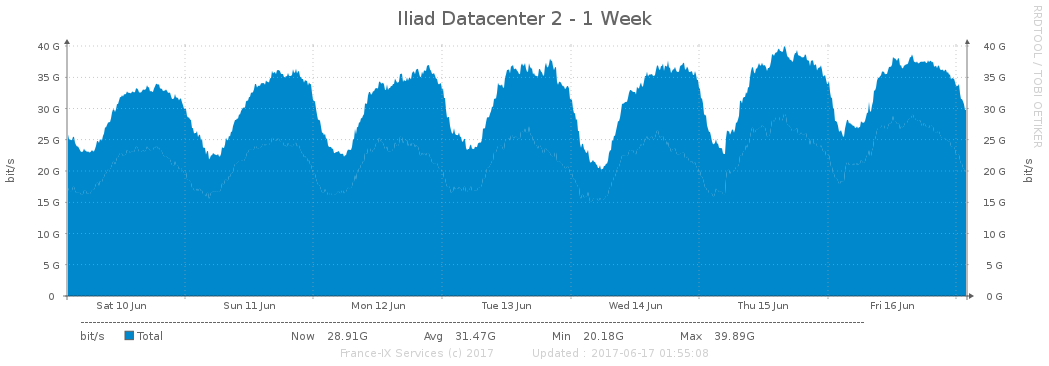 Iliad Datacenter 2 - 1 Week
RRDTOOL / TOBI OETIKER
40 G 40 G
35 G 35 G
30 G 30 G
25 G 25 G
20 G 20 G
15 G 15 G
10 G 10 G
5 G 5 G
0 0 G
bit/s
bit/s
Sat 10 Jun Sun 11 Jun Mon 12 Jun Tue 13 Jun Wed 14 Jun Thu 15 Jun Fri 16 Jun
bit/s Total Now 28.91G Avg 31.47G Min 20.18G Max 39.89G
France-IX Services (c) 2017 Updated : 2017-06-17 01:55:08